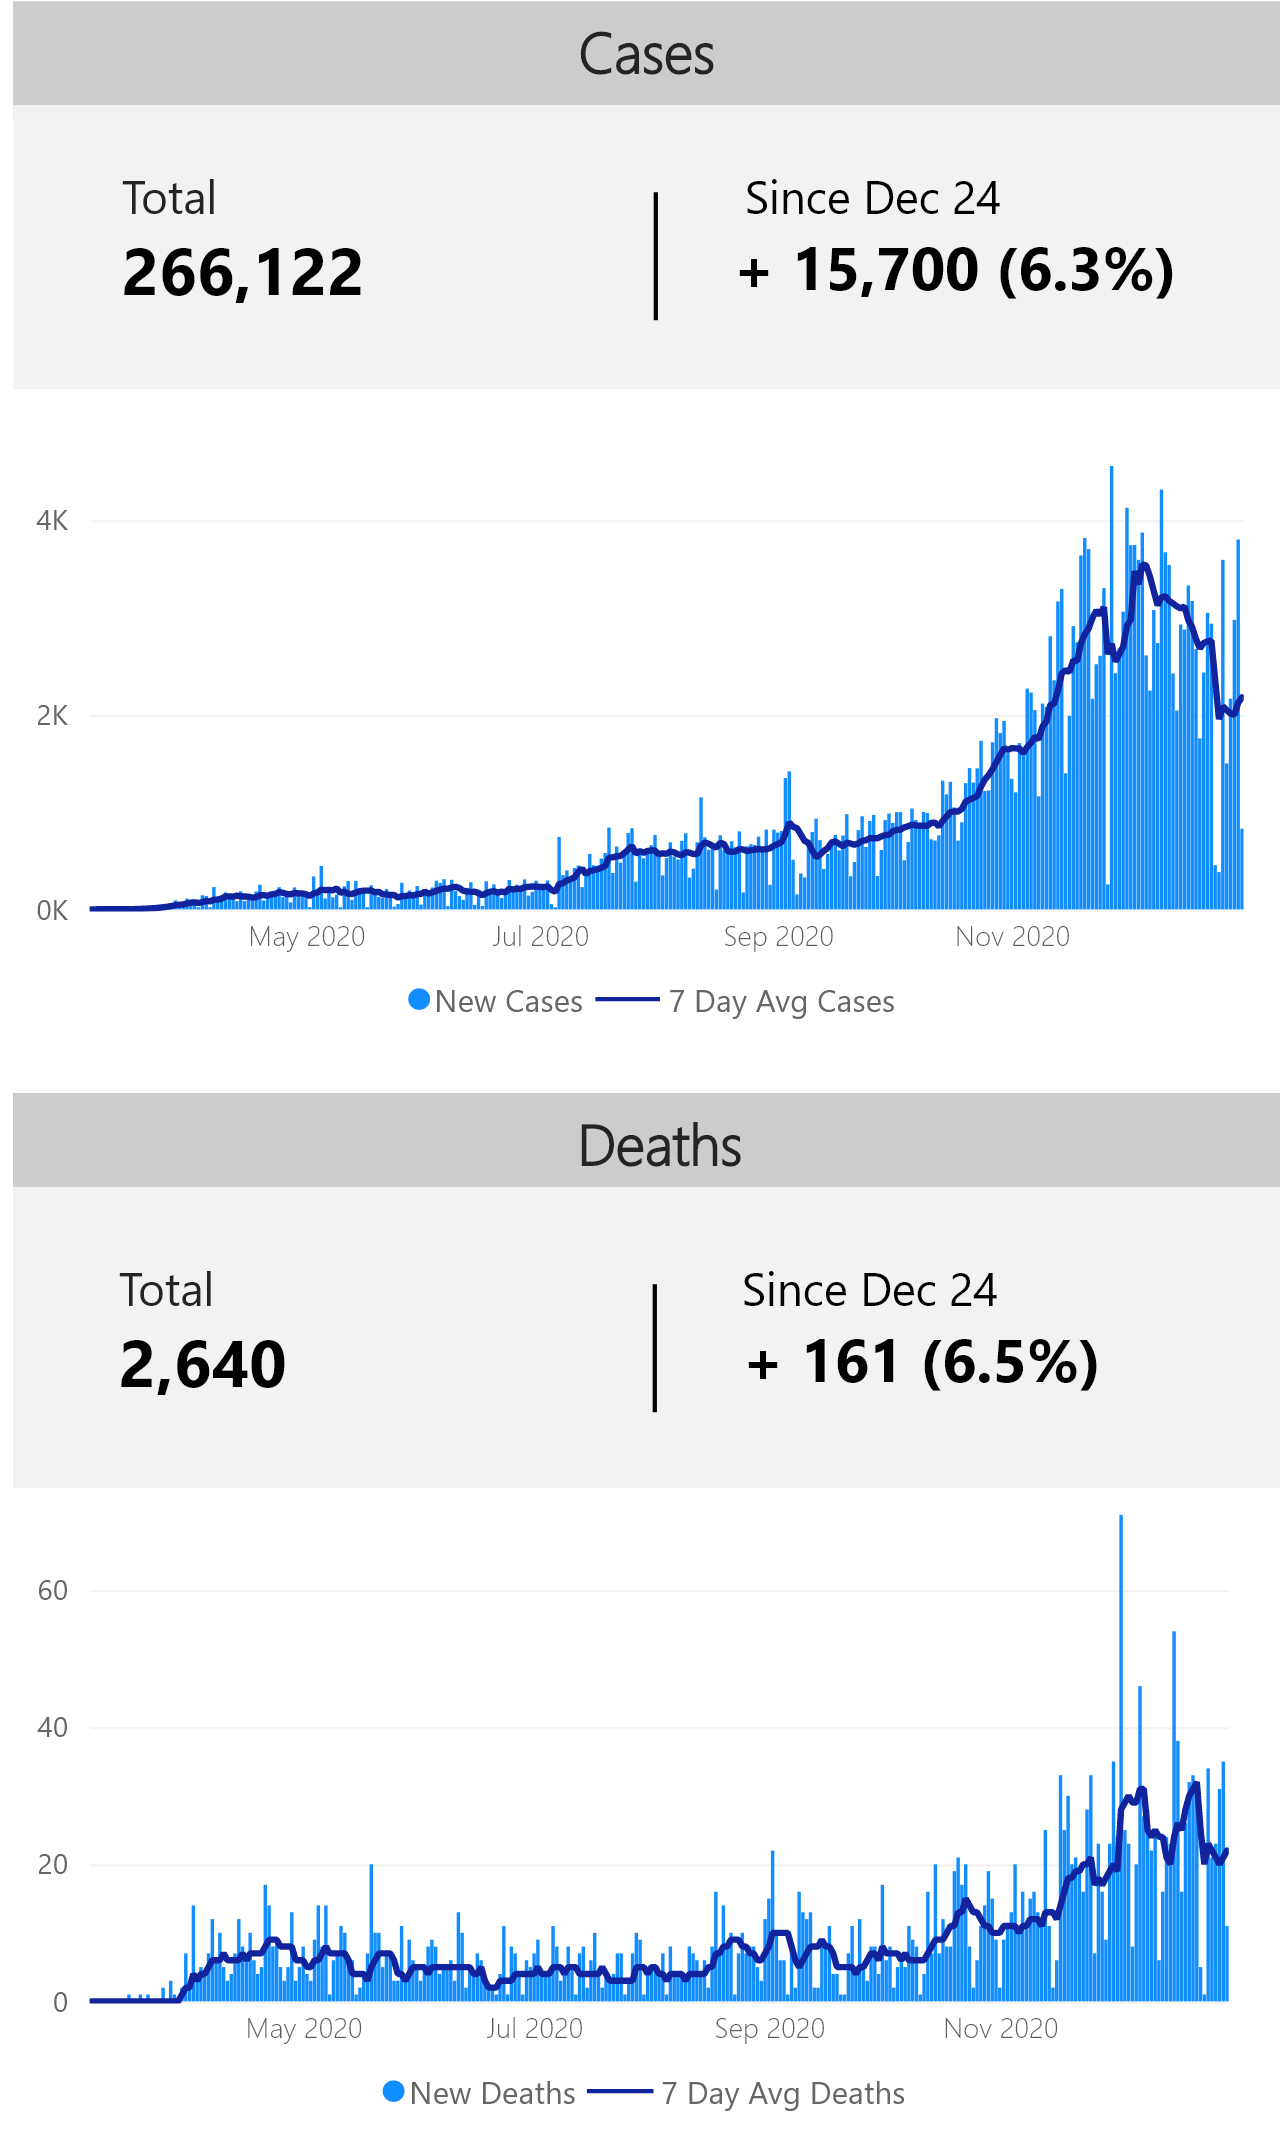 Cases
Total
Since Dec 24
266,122
+ 15,700 (6.3%)
4K
2K
0K
May 2020
Jul 2020
Sep 2020
Nov 2020
New Cases
7 Day Avg Cases
Deaths
Total
Since Dec 24
2,640
+ 161 (6.5%)
60
40
20
0
May 2020
Jul 2020
Sep 2020
Nov 2020
New Deaths
7 Day Avg Deaths